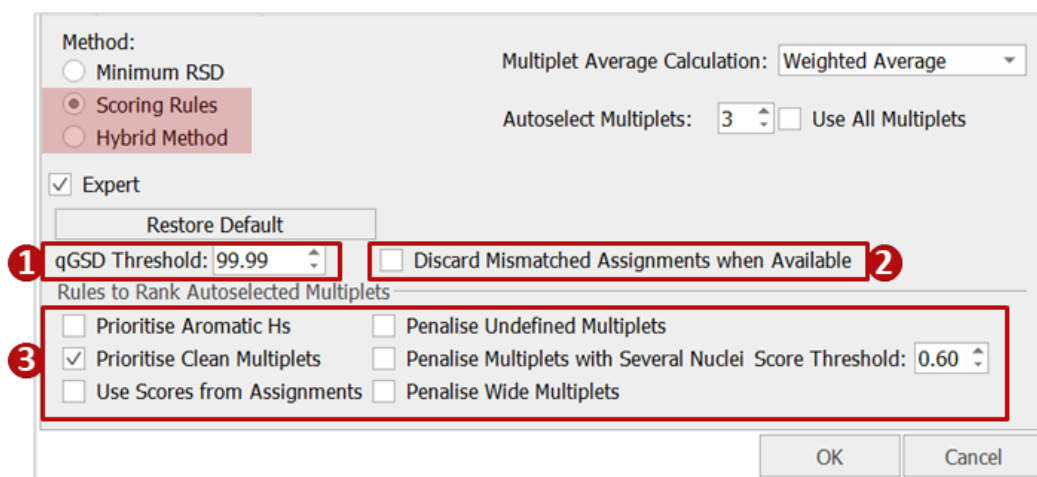 Method:
Minimum RSD
Multiplet Average Calculation: Weighted Average
Scoring Rules
Autoselect Multiplets: 3 Use All Multiplets
Hybrid Method
Expert
Restore Default
1 qGSD Threshold: 99.99 Discard Mismatched Assignments when Available 2
Rules to Rank Autoselected Multiplets
Prioritise Aromatic Hs Penalise Undefined Multiplets
3 Prioritise Clean Multiplets Penalise Multiplets with Several Nuclei Score Threshold: 0.60
Use Scores from Assignments Penalise Wide Multiplets
OK Cancel